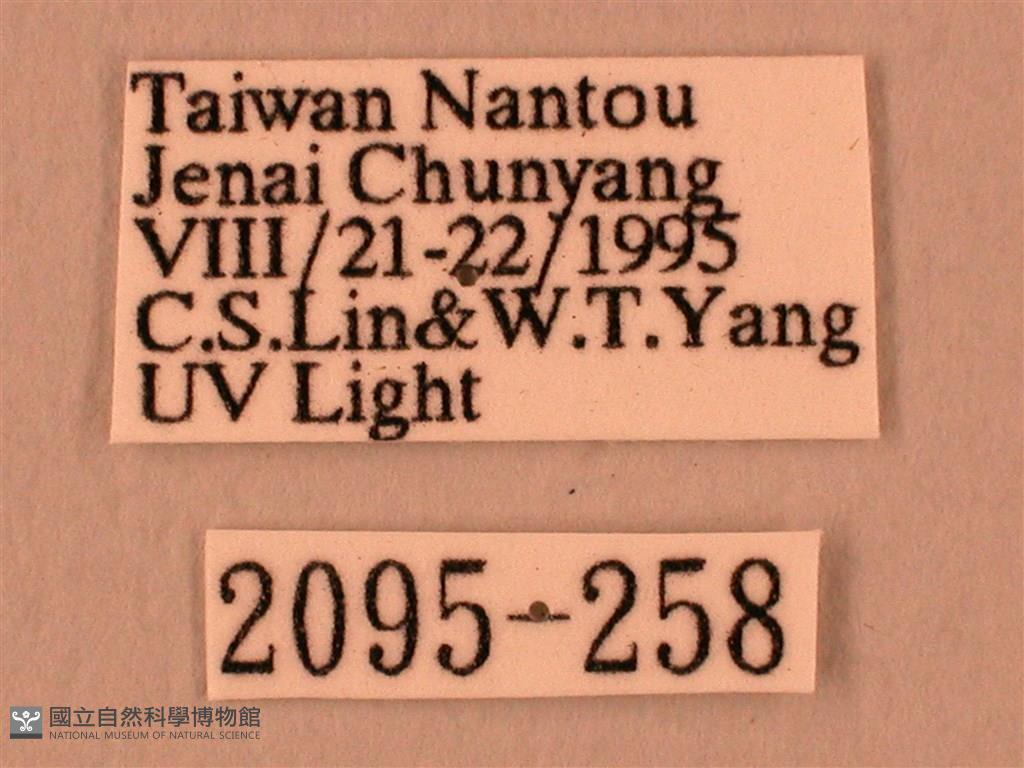 Taiwan Nantou
Jenai Chunyang
VIII/21-22/1995
C.S.Lin&W.T.Yang
UV Light
2095-258
國立自然科學博物館
NATIONAL MUSEUM OF NATURAL SCIENCE